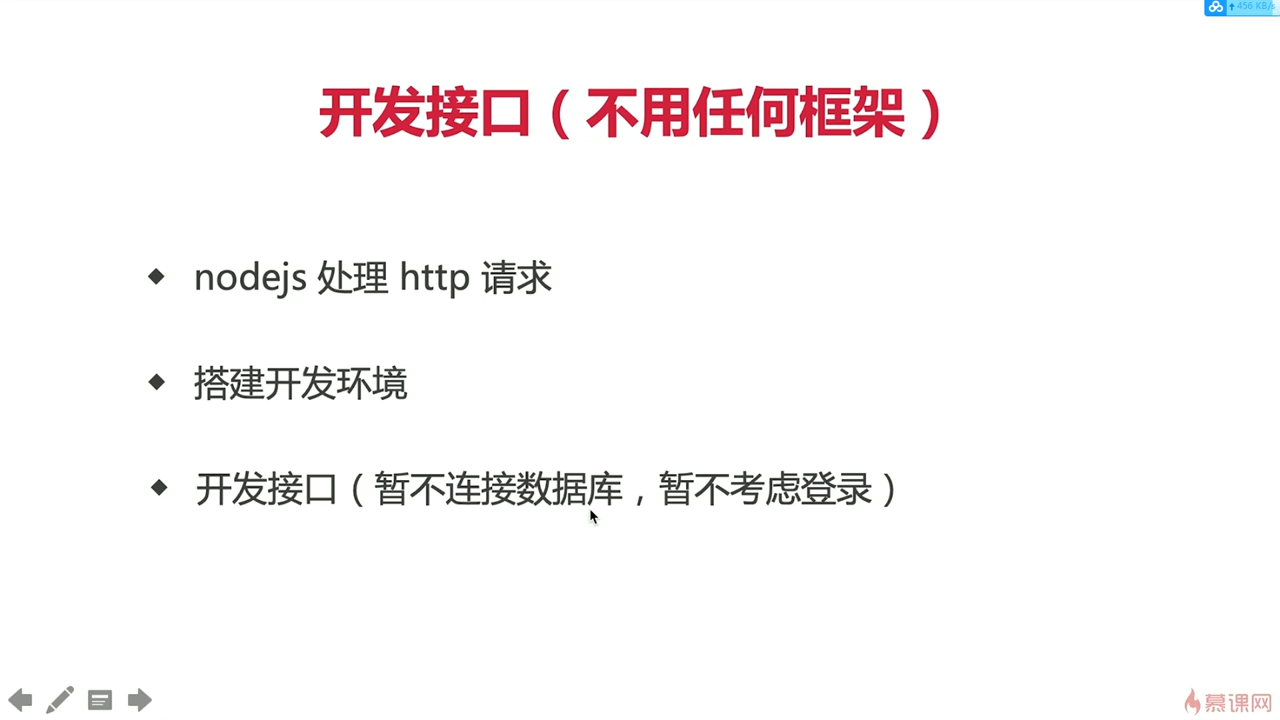 456 KB/s
开发接口（不用任何框架）
nodejs 处理 http 请求
搭建开发环境
开发接口（暂不连接数据库，暂不考虑登录）
慕课网